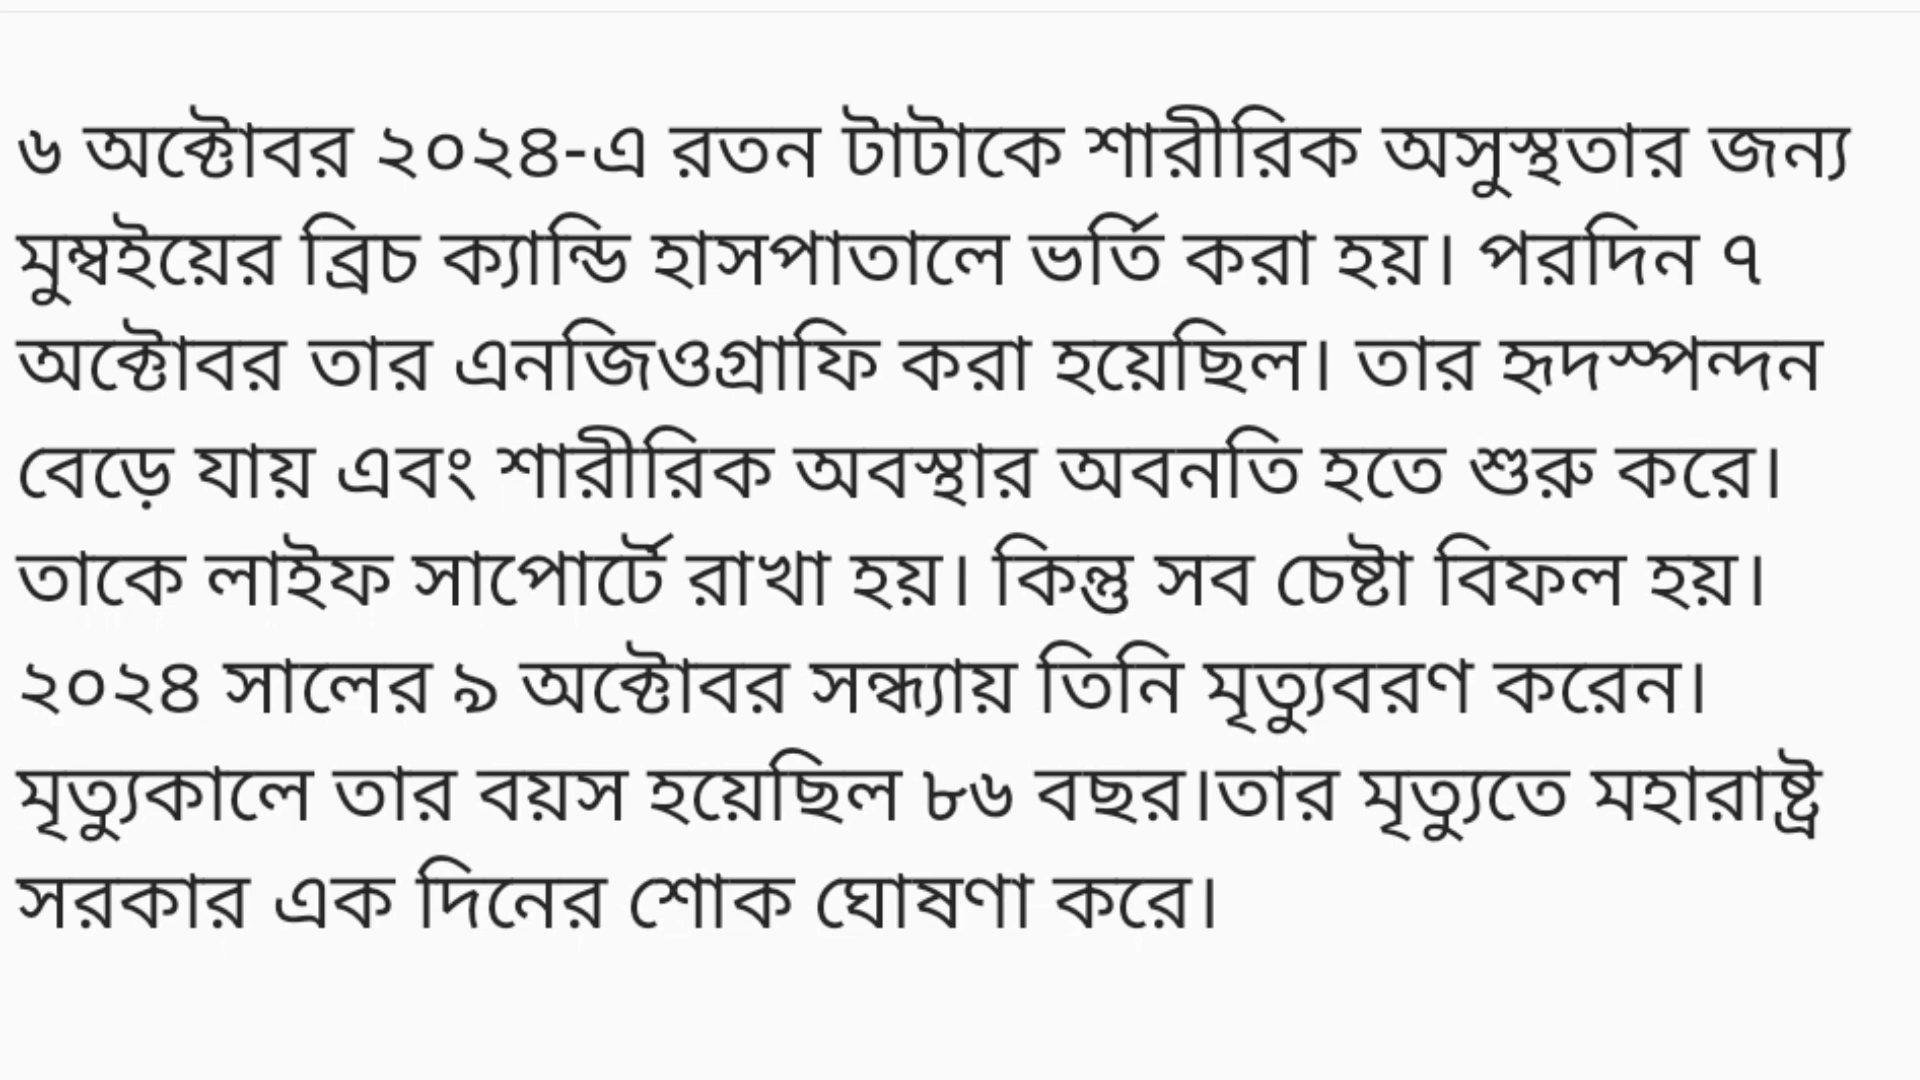 ৬ অক্টোবর ২০২৪-এ রতন টাটাকে শারীরিক অসুস্থতার জন্য
মুম্বইয়ের ব্রিচ ক্যান্ডি হাসপাতালে ভর্তি করা হয়। পরদিন ৭
অক্টোবর তার এনজিওগ্রাফি করা হয়েছিল। তার হৃদস্পন্দন
বেড়ে যায় এবং শারীরিক অবস্থার অবনতি হতে শুরু করে।
তাকে লাইফ সাপোর্টে রাখা হয়। কিন্তু সব চেষ্টা বিফল হয়।
২০২৪ সালের ৯ অক্টোবর সন্ধ্যায় তিনি মৃত্যুবরণ করেন।
মৃত্যুকালে তার বয়স হয়েছিল ৮৬ বছর।তার মৃত্যুতে মহারাষ্ট্র
সরকার এক দিনের শোক ঘোষণা করে।